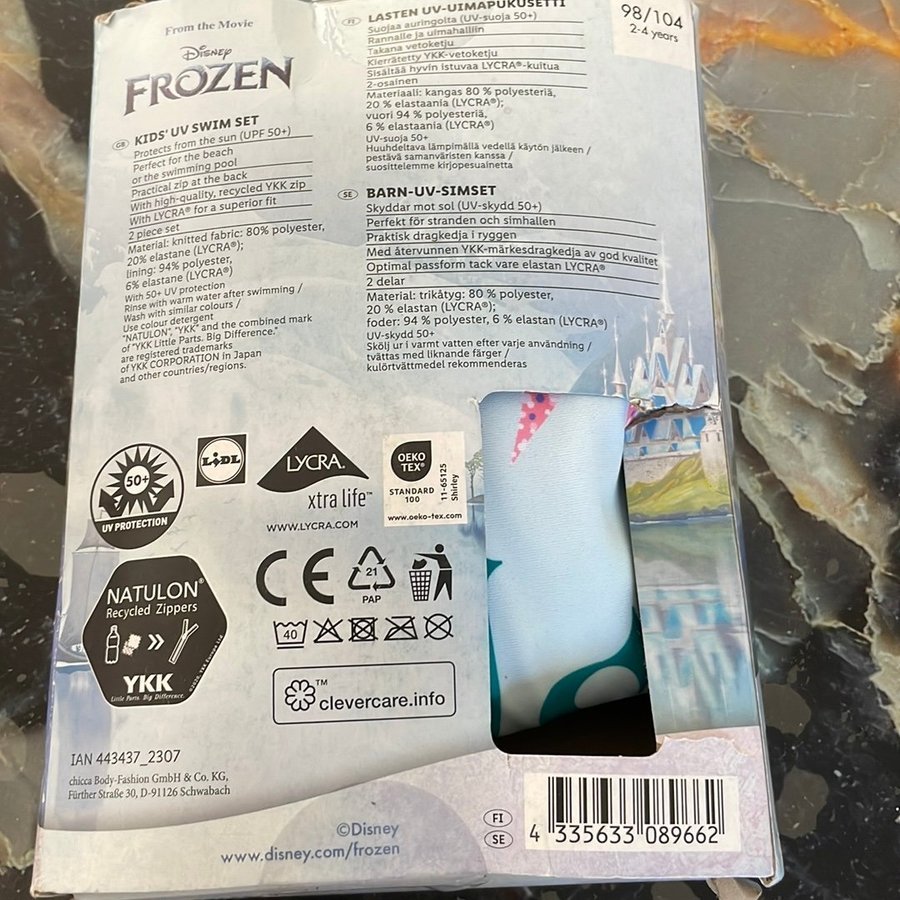 From the Movie
Disney
FROZEN
GB KIDS' UV SWIM SET
Protects from the sun (UPF 50+)
Perfect for the beach
or the swimming pool
Practical zip at the back
With high-quality, recycled YKK zip
With LYCRA® for a superior fit
2 piece set
Material: knitted fabric: 80% polyester,
20% elastane (LYCRA®);
lining: 94% polyester,
6% elastane (LYCRA®)
With 50+ UV protection
Rinse with warm water after swimming /
Wash with similar colours /
Use colour detergent
"NATULON", "YKK" and the combined mark
of "YKK Little Parts. Big Difference."
are registered trademarks
of YKK CORPORATION in Japan
and other countries/regions.
FI LASTEN UV-UIMAPUKUSETTI
Suojaa auringolta (UV-suoja 50+)
Rannalle ja uimahalliin
Takana vetoketju
Kierrätetty YKK-vetoketju
Sisältää hyvin istuvaa LYCRA®-kuitua
2-osainen
Materiaali: kangas 80 % polyesteriä,
20 % elastaania (LYCRA®);
vuori 94 % polyesteriä,
6 % elastaania (LYCRA®)
UV-suoja 50+
Huuhdeltava lämpimällä vedellä käytön jälkeen /
pestävä samanväristen kanssa /
suosittelemme kirjopesuainetta
SE BARN-UV-SIMSET
Skyddar mot sol (UV-skydd 50+)
Perfekt för stranden och simhallen
Praktisk dragkedja i ryggen
Med återvunnen YKK-märkesdragkedja av god kvalitet
Optimal passform tack vare elastan LYCRA®
2 delar
Material: trikåtyg: 80 % polyester,
20 % elastan (LYCRA®);
foder: 94 % polyester, 6 % elastan (LYCRA®)
UV-skydd 50+
Skölj ur i varmt vatten efter varje användning /
tvättas med liknande färger /
kulörtvättmedel rekommenderas
98/104
2-4 years
50+
UV PROTECTION
LIDL
LYCRA®
xtra life™
WWW.LYCRA.COM
OEKO
TEX®
STANDARD
100
11-65125
Shirley
www.oeko-tex.com
NATULON®
Recycled Zippers
YKK
Little Parts. Big Difference.
CE
21
PAP
40
™
clevercare.info
IAN 443437_2307
chicca Body-Fashion GmbH & Co. KG,
Fürther Straße 30, D-91126 Schwabach
©Disney
www.disney.com/frozen
FI
SE
4 335633 089662